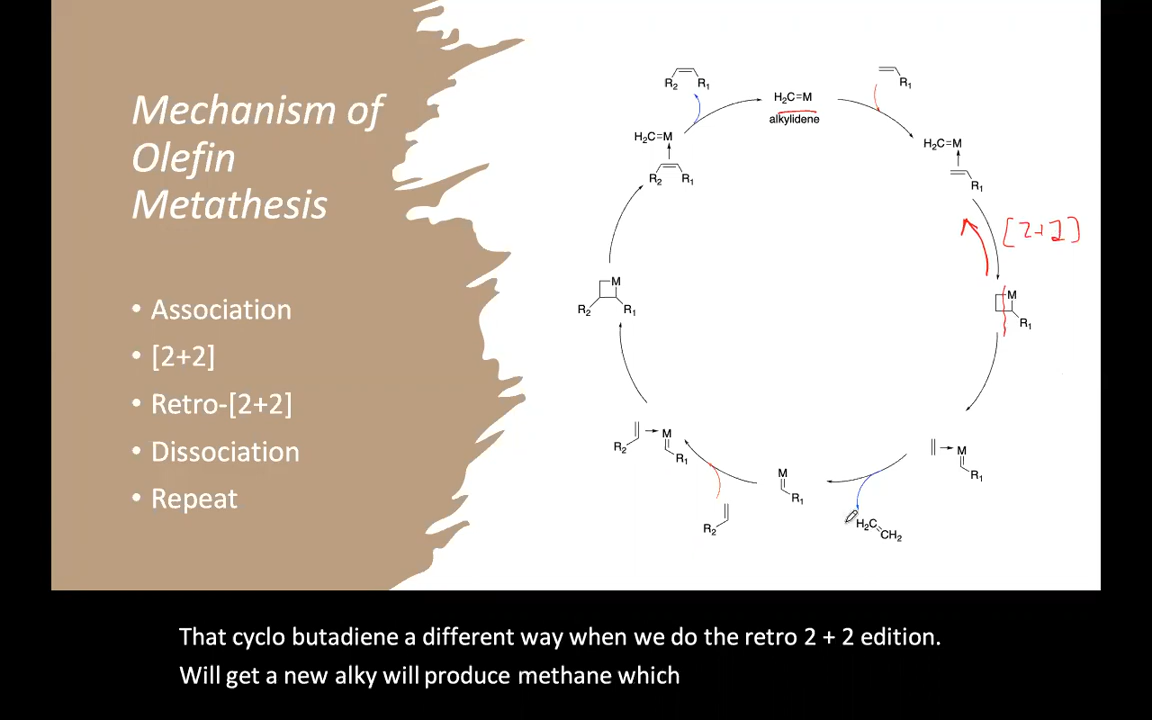 Mechanism of
Olefin
Metathesis
• Association
• [2+2]
• Retro-[2+2]
• Dissociation
• Repeat
R2 R1
H2C=M
alkylidene
R1
H2C=M
R1
[2+2]
M
R1
M
R1
H2C
CH2
M
R1
R2
R2
M
R1
M
R2
R1
H2C=M
R2 R1
That cyclo butadiene a different way when we do the retro 2 + 2 edition.
Will get a new alky will produce methane which